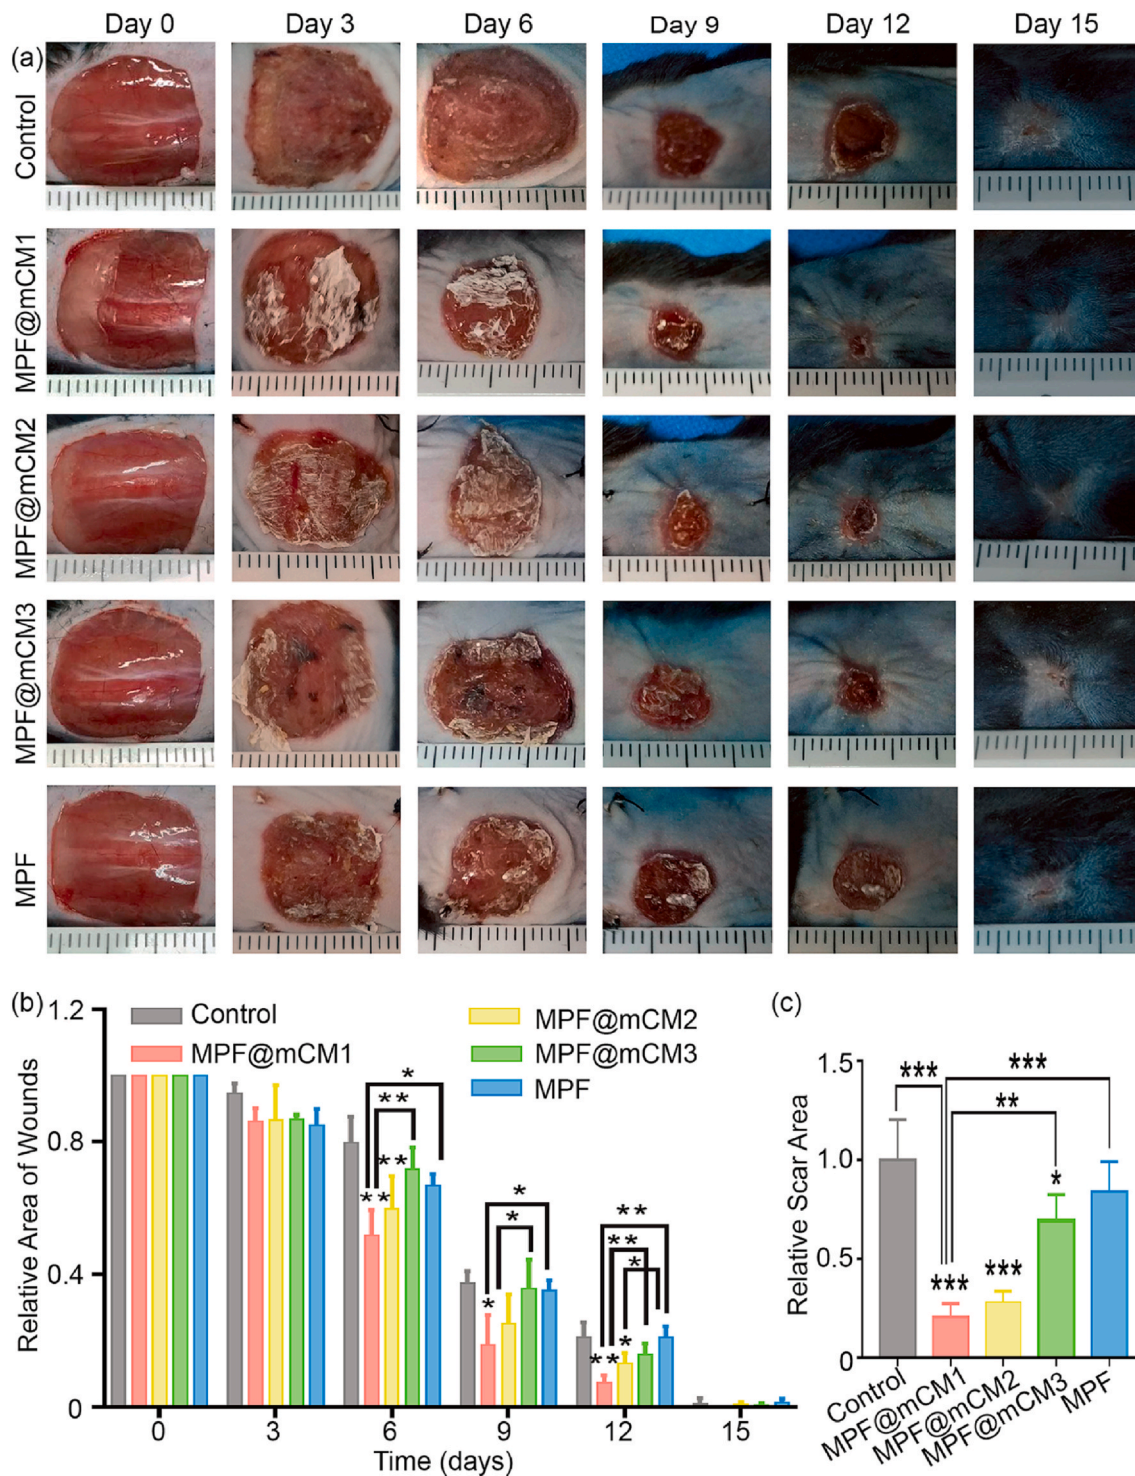 Day 0 Day 3 Day 6 Day 9 Day 12 Day 15
(a)
Control
MPF@mCM1
MPF@mCM2
MPF@mCM3
MPF
(b)
1.2
0.8
0.4
0
Relative Area of Wounds
Control
MPF@mCM1
MPF@mCM2
MPF@mCM3
MPF
*
**
**
**
*
*
*
**
**
*
**
*
0 3 6 9 12 15
Time (days)
(c)
1.5
1.0
0.5
0
Relative Scar Area
***
***
**
*
***
***
Control
MPF@mCM1
MPF@mCM2
MPF@mCM3
MPF